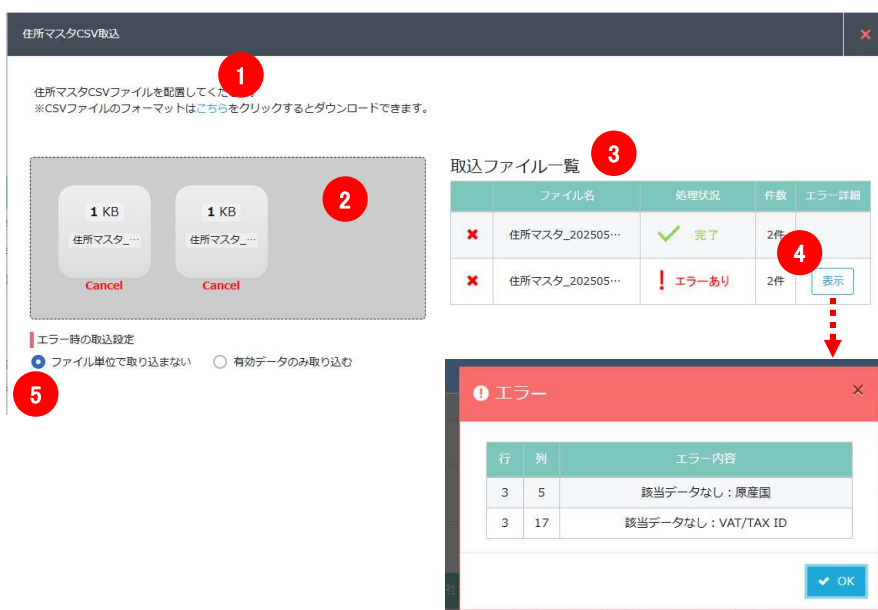 住所マスタCSV取込
×
1
住所マスタCSVファイルを配置してくだ
※CSVファイルのフォーマットはこちらをクリックするとダウンロードできます。
2
1 KB
1 KB
住所マスタ_…
住所マスタ_…
Cancel
Cancel
エラー時の取込設定
ファイル単位で取り込まない
有効データのみ取り込む
5
取込ファイル一覧
3
ファイル名 処理状況 件数 エラー詳細
住所マスタ_202505… 完了 2件
4
住所マスタ_202505… エラーあり 2件 表示
エラー
×
行 列 エラー内容
3 5 該当データなし：原産国
3 17 該当データなし：VAT/TAX ID
OK